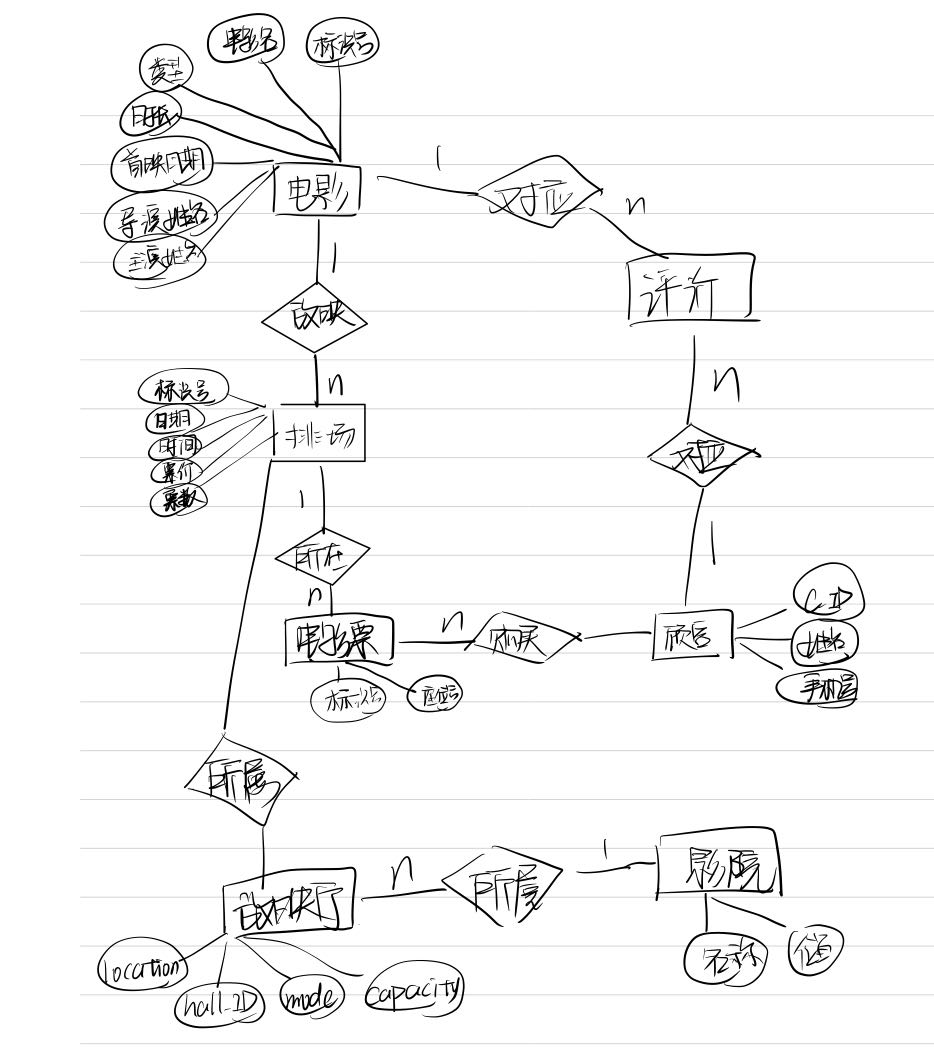 电影名
标识号
类型
时长
首映日期
导演姓名
主演姓名
电影
1
对应
n
评价
1
放映
n
标识号
日期
时间
票价
票数
排场
n
对应
1
1
所在
n
电影票
n
购买
顾客
C_ID
姓名
手机号
标识号
座位号
所属
放映厅
n
所属
1
影院
location
hall_ID
mode
capacity
名称